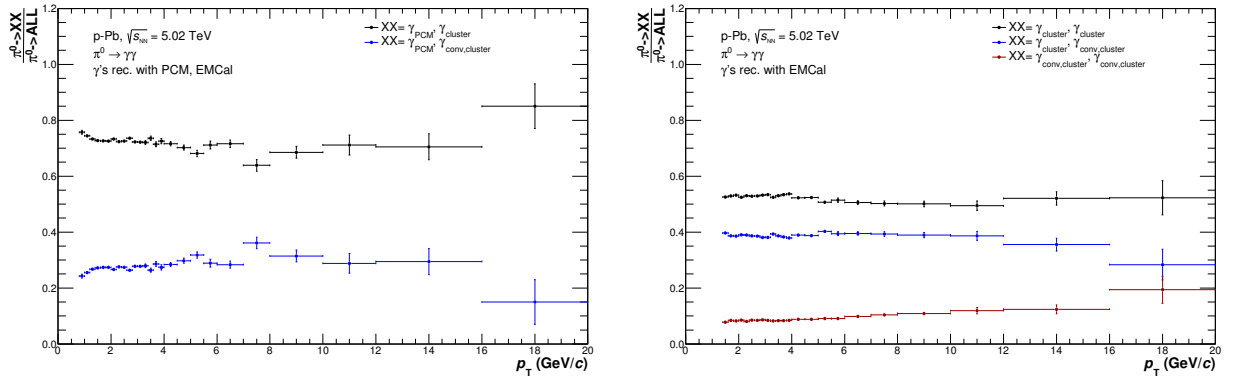 π⁰->XX
π⁰->ALL
1.2
1.0
0.8
0.6
0.4
0.2
0.0
p-Pb, √s_NN = 5.02 TeV
π⁰ → γγ
γ's rec. with PCM, EMCal
XX= γ_PCM, γ_cluster
XX= γ_PCM, γ_conv,cluster
0 2 4 6 8 10 12 14 16 18 20
p_T (GeV/c)
π⁰->XX
π⁰->ALL
1.2
1.0
0.8
0.6
0.4
0.2
0.0
p-Pb, √s_NN = 5.02 TeV
π⁰ → γγ
γ's rec. with EMCal
XX= γ_cluster, γ_cluster
XX= γ_cluster, γ_conv,cluster
XX= γ_conv,cluster, γ_conv,cluster
2 4 6 8 10 12 14 16 18 20
p_T (GeV/c)